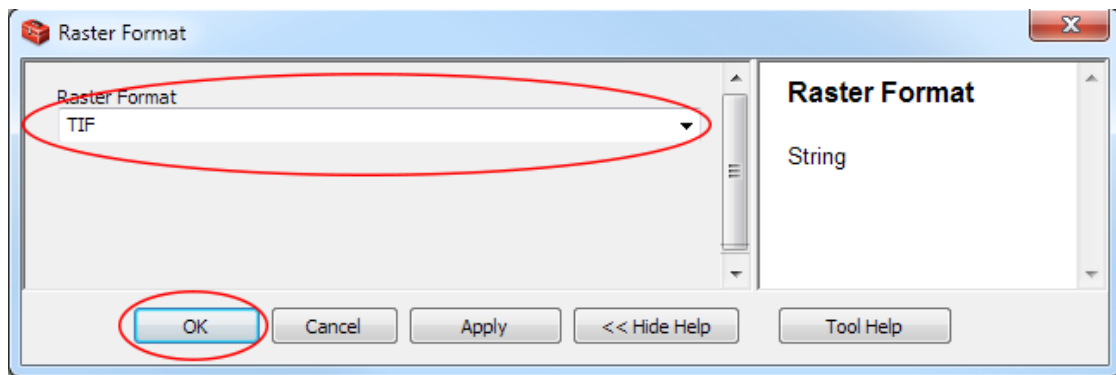 Raster Format
Raster Format
TIF
Raster Format
String
OK
Cancel
Apply
<< Hide Help
Tool Help